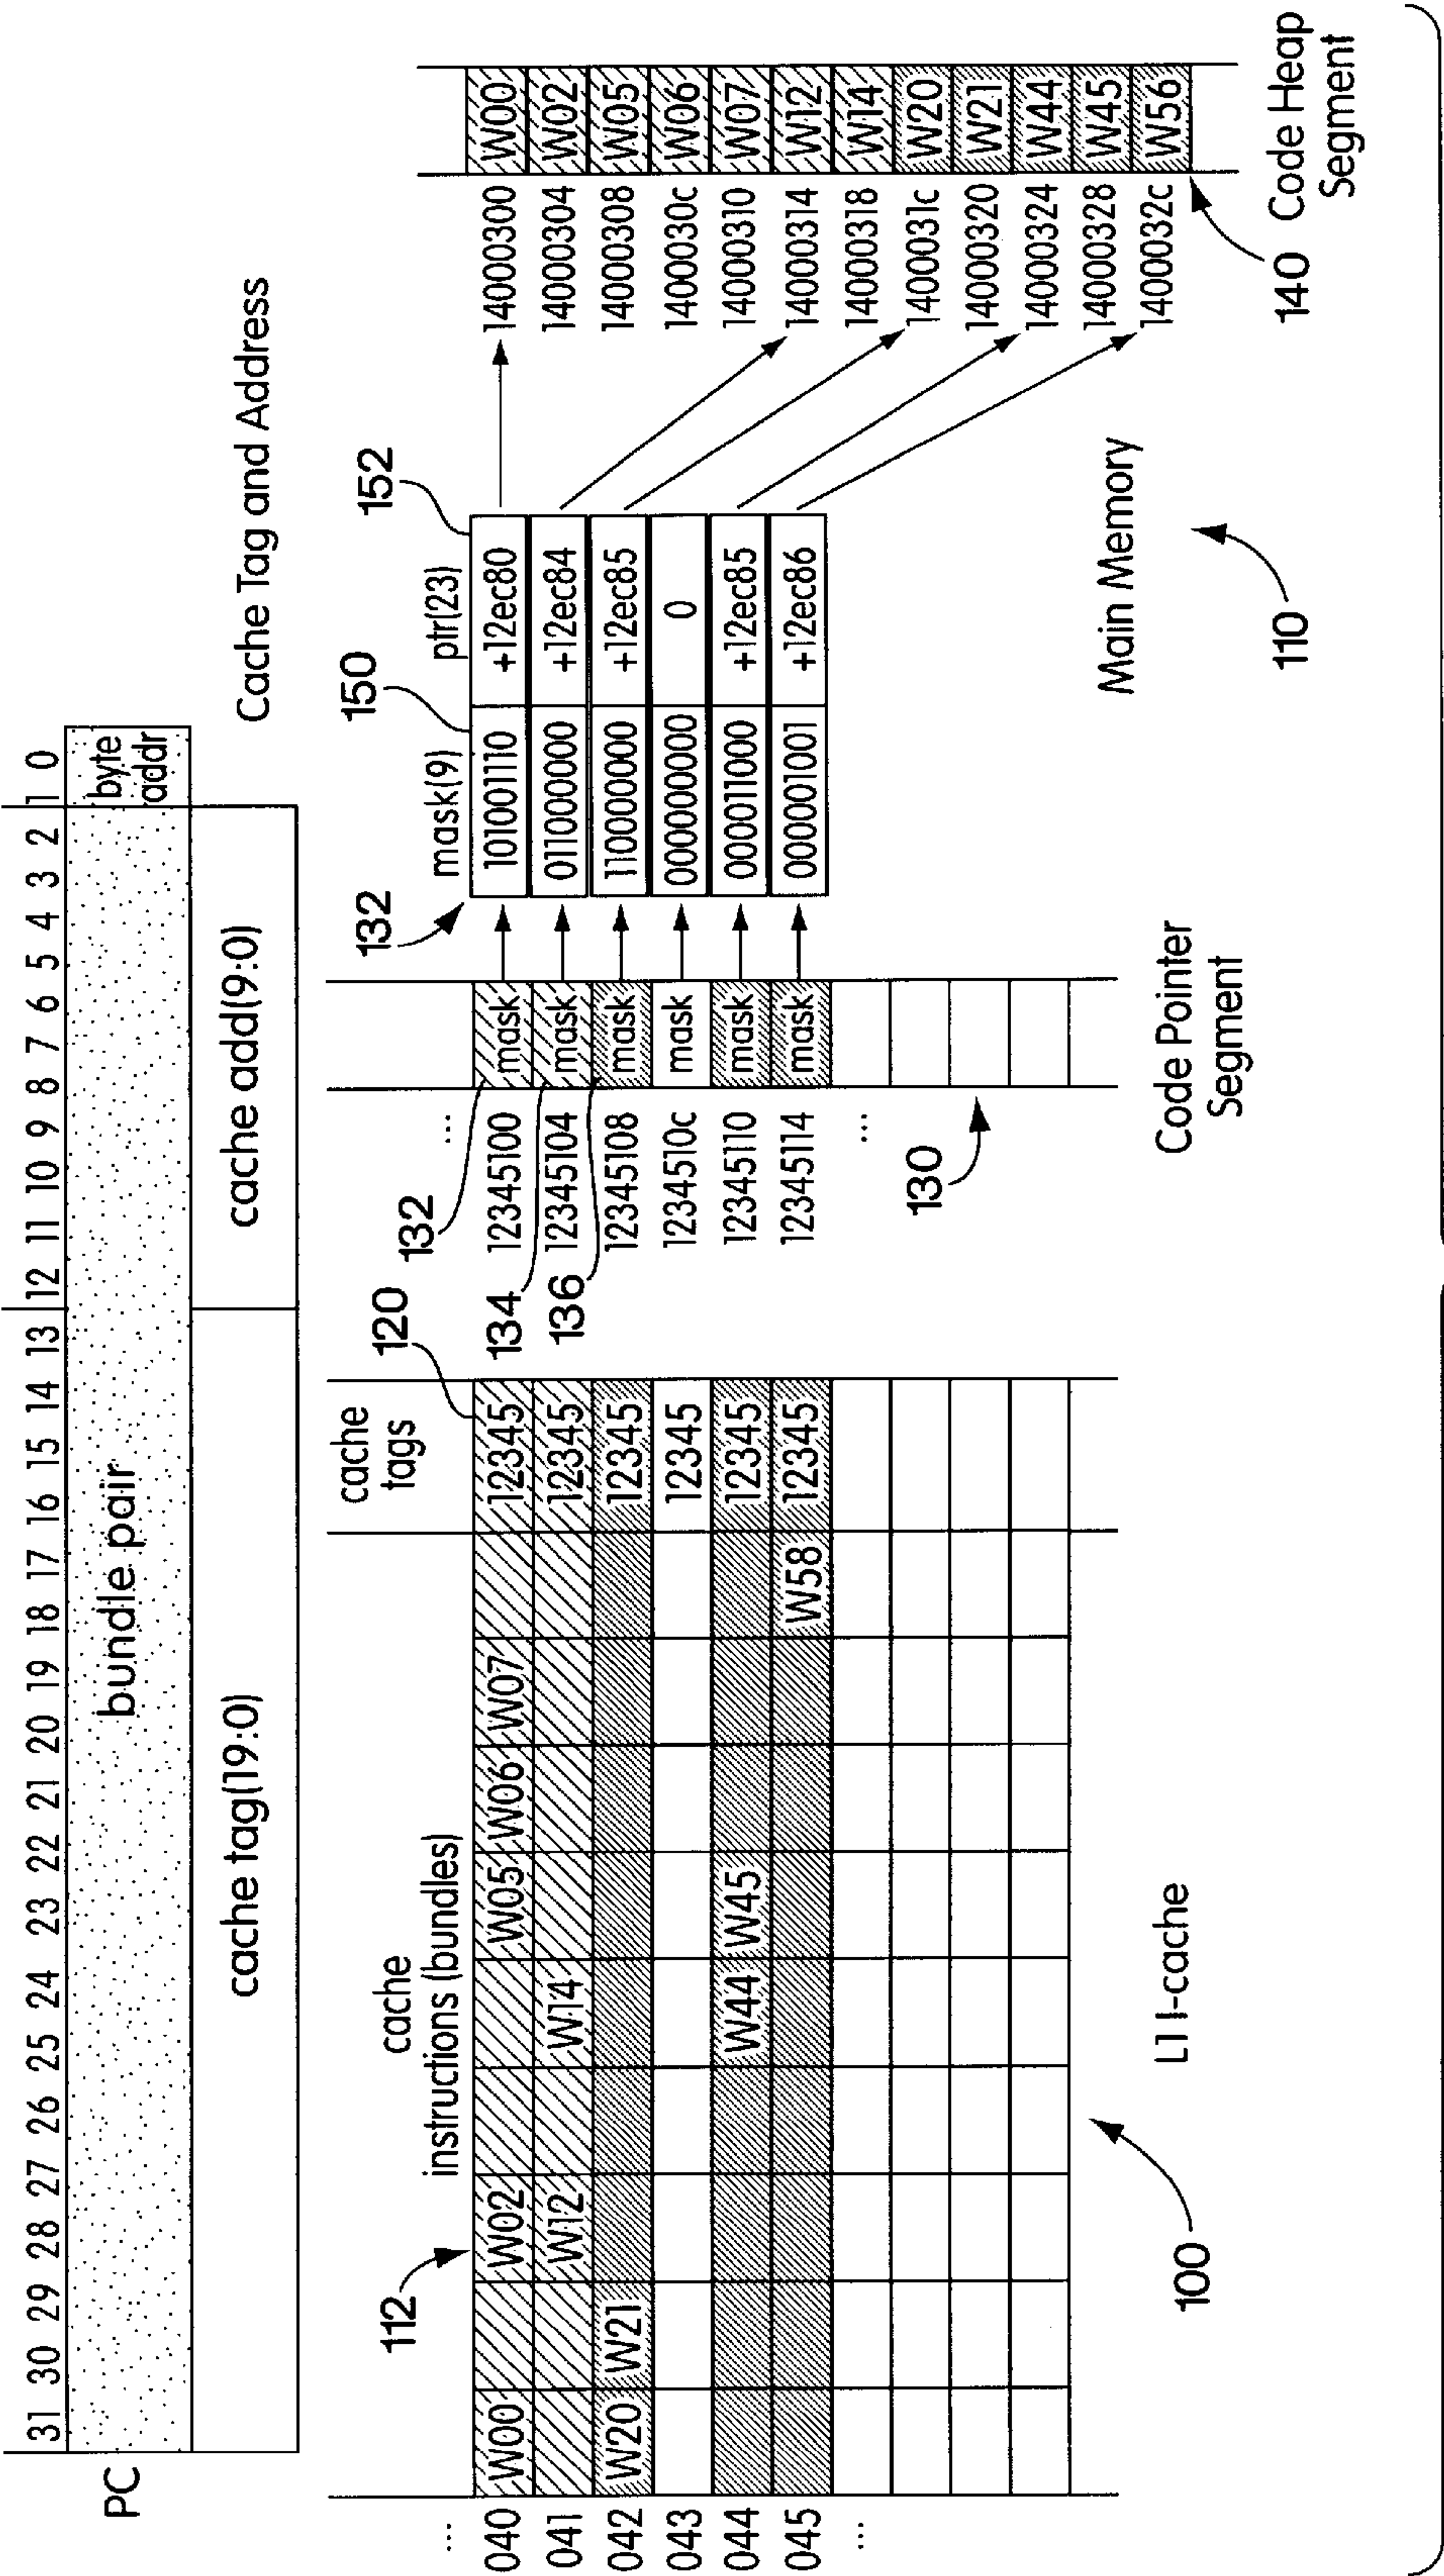 31 30 29 28 27 26 25 24 23 22 21 20 19 18 17 16 15 14 13 12 11 10 9 8 7 6 5 4 3 2 1 0
PC
bundle pair
byte
addr
cache tag(19:0)
cache add(9:0)
Cache Tag and Address
112
cache
instructions (bundles)
cache
tags
120
...
040 W00 W02 W05 W06 W07 12345
041 W12 W14 12345
042 W20 W21 12345
043 12345
044 W44 W45 12345
045 W58 12345
...
L1 I-cache
100
132
134
136
...
12345100 mask
12345104 mask
12345108 mask
1234510c mask
12345110 mask
12345114 mask
...
130
Code Pointer
Segment
132
mask(9)
150
ptr(23)
152
101001110 +12ec80
011000000 +12ec84
110000000 +12ec85
000000000 0
000011000 +12ec85
000001001 +12ec86
Main Memory
110
14000300 W00
14000304 W02
14000308 W05
1400030c W06
14000310 W07
14000314 W12
14000318 W14
1400031c W20
14000320 W21
14000324 W44
14000328 W45
1400032c W56
140
Code Heap
Segment